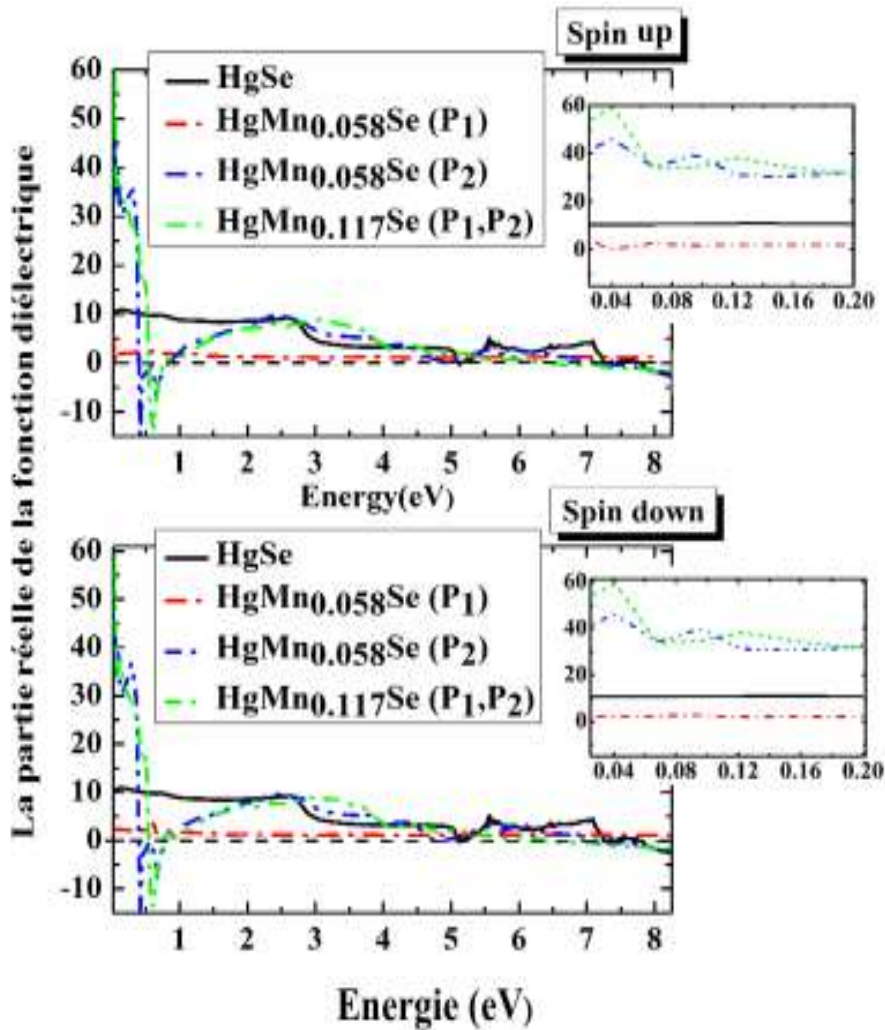 Spin up
HgSe
HgMn0.058Se (P1)
HgMn0.058Se (P2)
HgMn0.117Se (P1,P2)
60
50
40
30
20
10
0
-10
60
40
20
0
0.04 0.08 0.12 0.16 0.20
1 2 3 4 5 6 7 8
Energy(eV)
La partie réelle de la fonction diélectrique
Spin down
HgSe
HgMn0.058Se (P1)
HgMn0.058Se (P2)
HgMn0.117Se (P1,P2)
60
50
40
30
20
10
0
-10
60
40
20
0
0.04 0.08 0.12 0.16 0.20
1 2 3 4 5 6 7 8
Energie (eV)